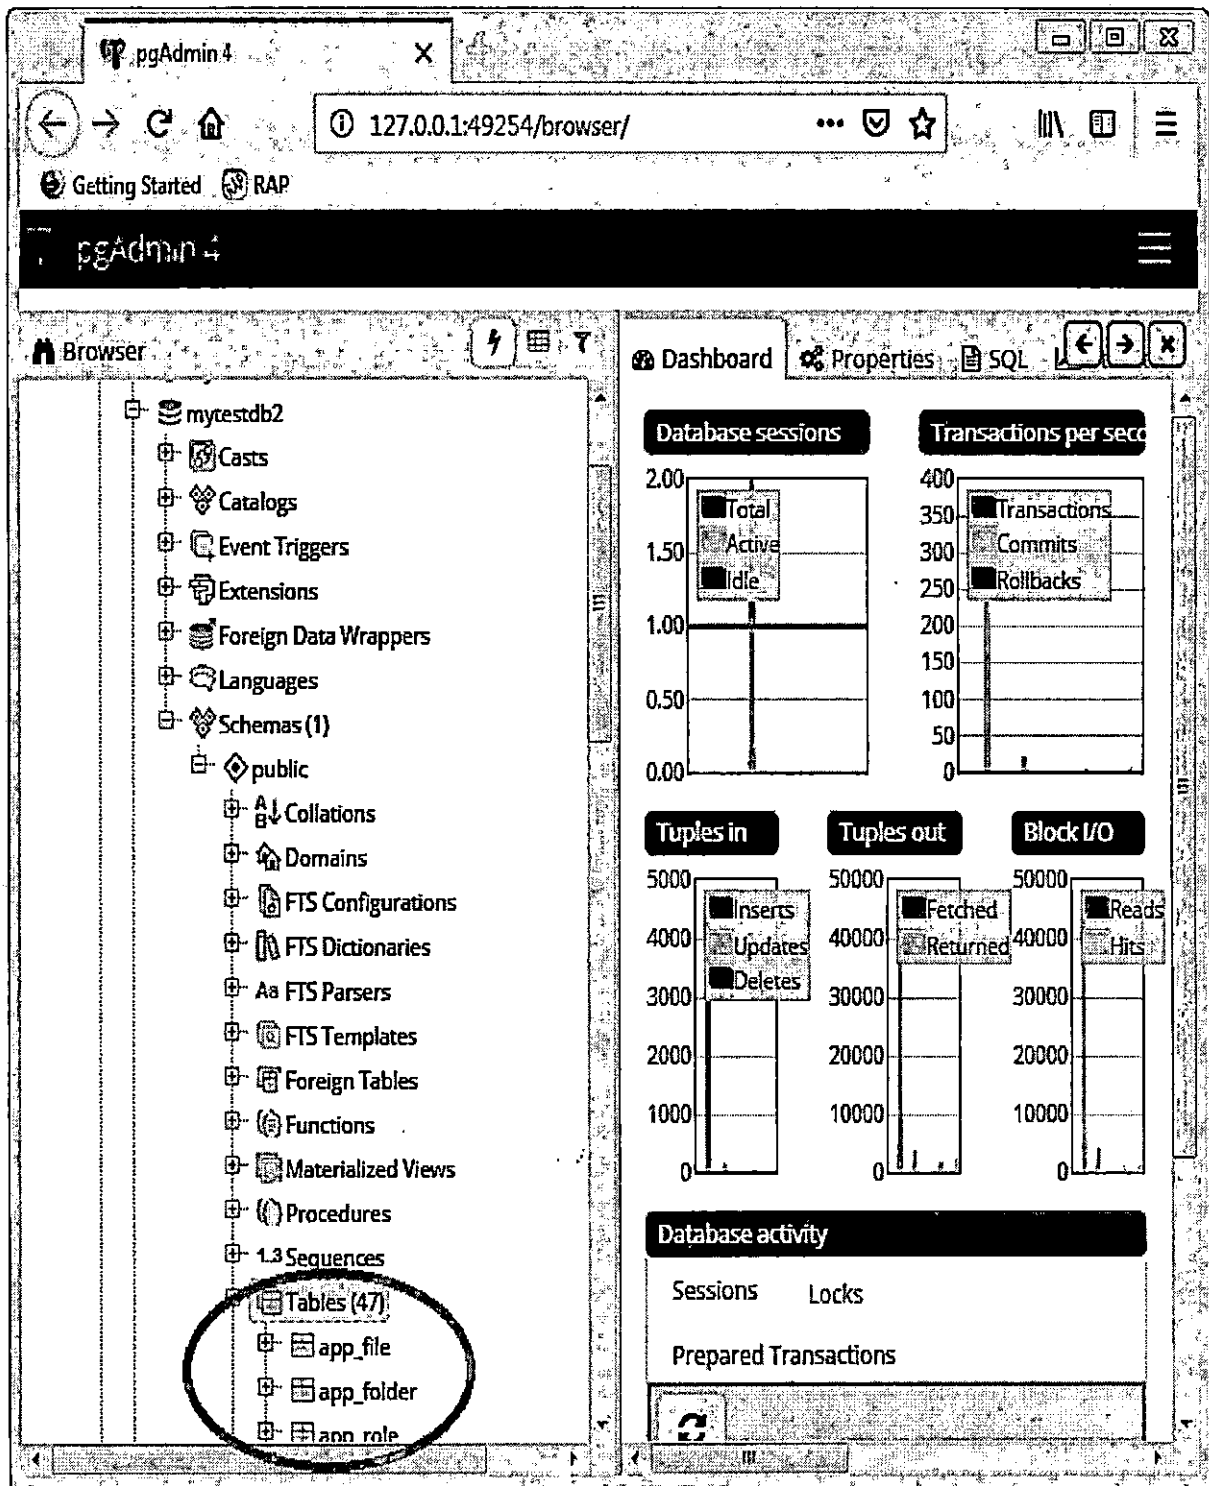 pgAdmin 4
127.0.0.1:49254/browser/
Getting Started RAP
pgAdmin 4
Browser
mytestdb2
Casts
Catalogs
Event Triggers
Extensions
Foreign Data Wrappers
Languages
Schemas (1)
public
Collations
Domains
FTS Configurations
FTS Dictionaries
Aa FTS Parsers
FTS Templates
Foreign Tables
Functions
Materialized Views
Procedures
1.3 Sequences
Tables (47)
app_file
app_folder
app_role
Dashboard Properties SQL
Database sessions
2.00
1.50
1.00
0.50
0.00
Total
Active
Idle
Transactions per seco
400
350
300
250
200
150
100
50
0
Transactions
Commits
Rollbacks
Tuples in
5000
4000
3000
2000
1000
0
Inserts
Updates
Deletes
Tuples out
50000
40000
30000
20000
10000
0
Fetched
Returned
Block I/O
50000
40000
30000
20000
10000
0
Reads
Hits
Database activity
Sessions Locks
Prepared Transactions